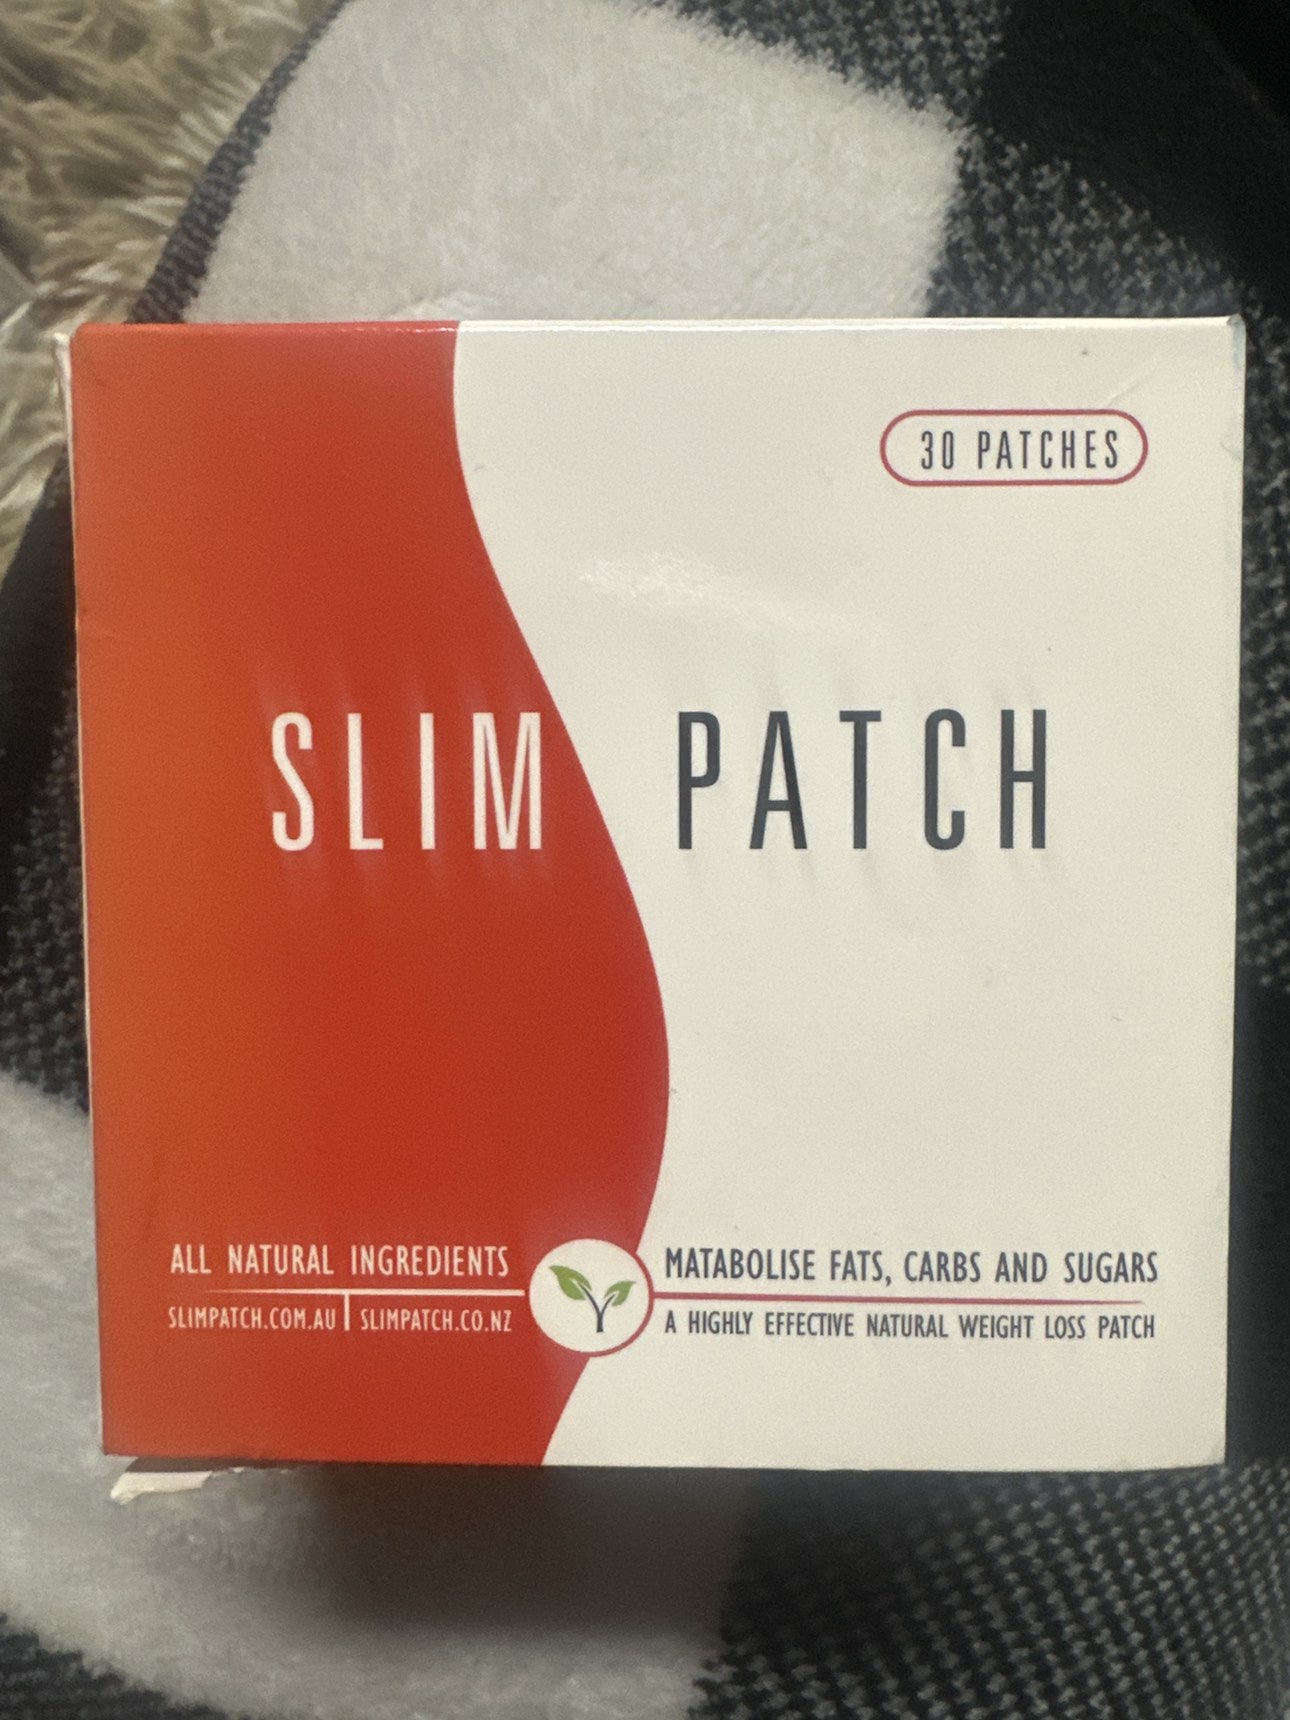 30 PATCHES
SLIM PATCH
ALL NATURAL INGREDIENTS
SLIMPATCH.COM.AU | SLIMPATCH.CO.NZ
MATABOLISE FATS, CARBS AND SUGARS
A HIGHLY EFFECTIVE NATURAL WEIGHT LOSS PATCH